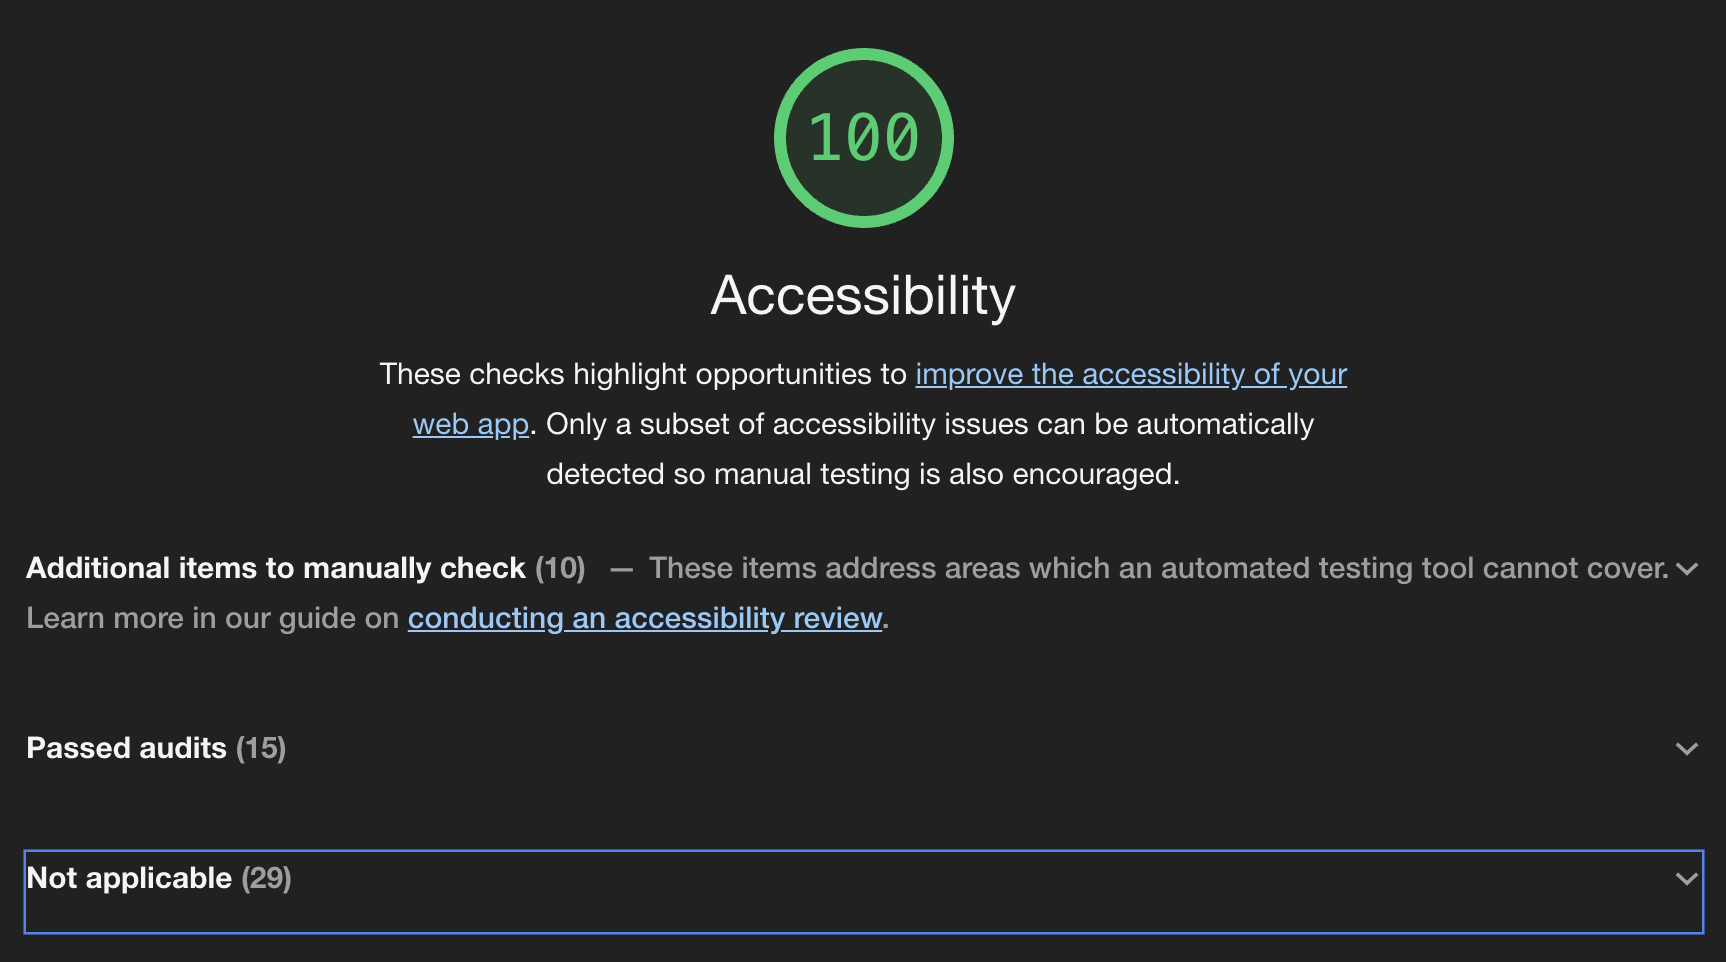 100
Accessibility
These checks highlight opportunities to improve the accessibility of your
web app. Only a subset of accessibility issues can be automatically
detected so manual testing is also encouraged.
Additional items to manually check (10) — These items address areas which an automated testing tool cannot cover.
Learn more in our guide on conducting an accessibility review.
Passed audits (15)
Not applicable (29)